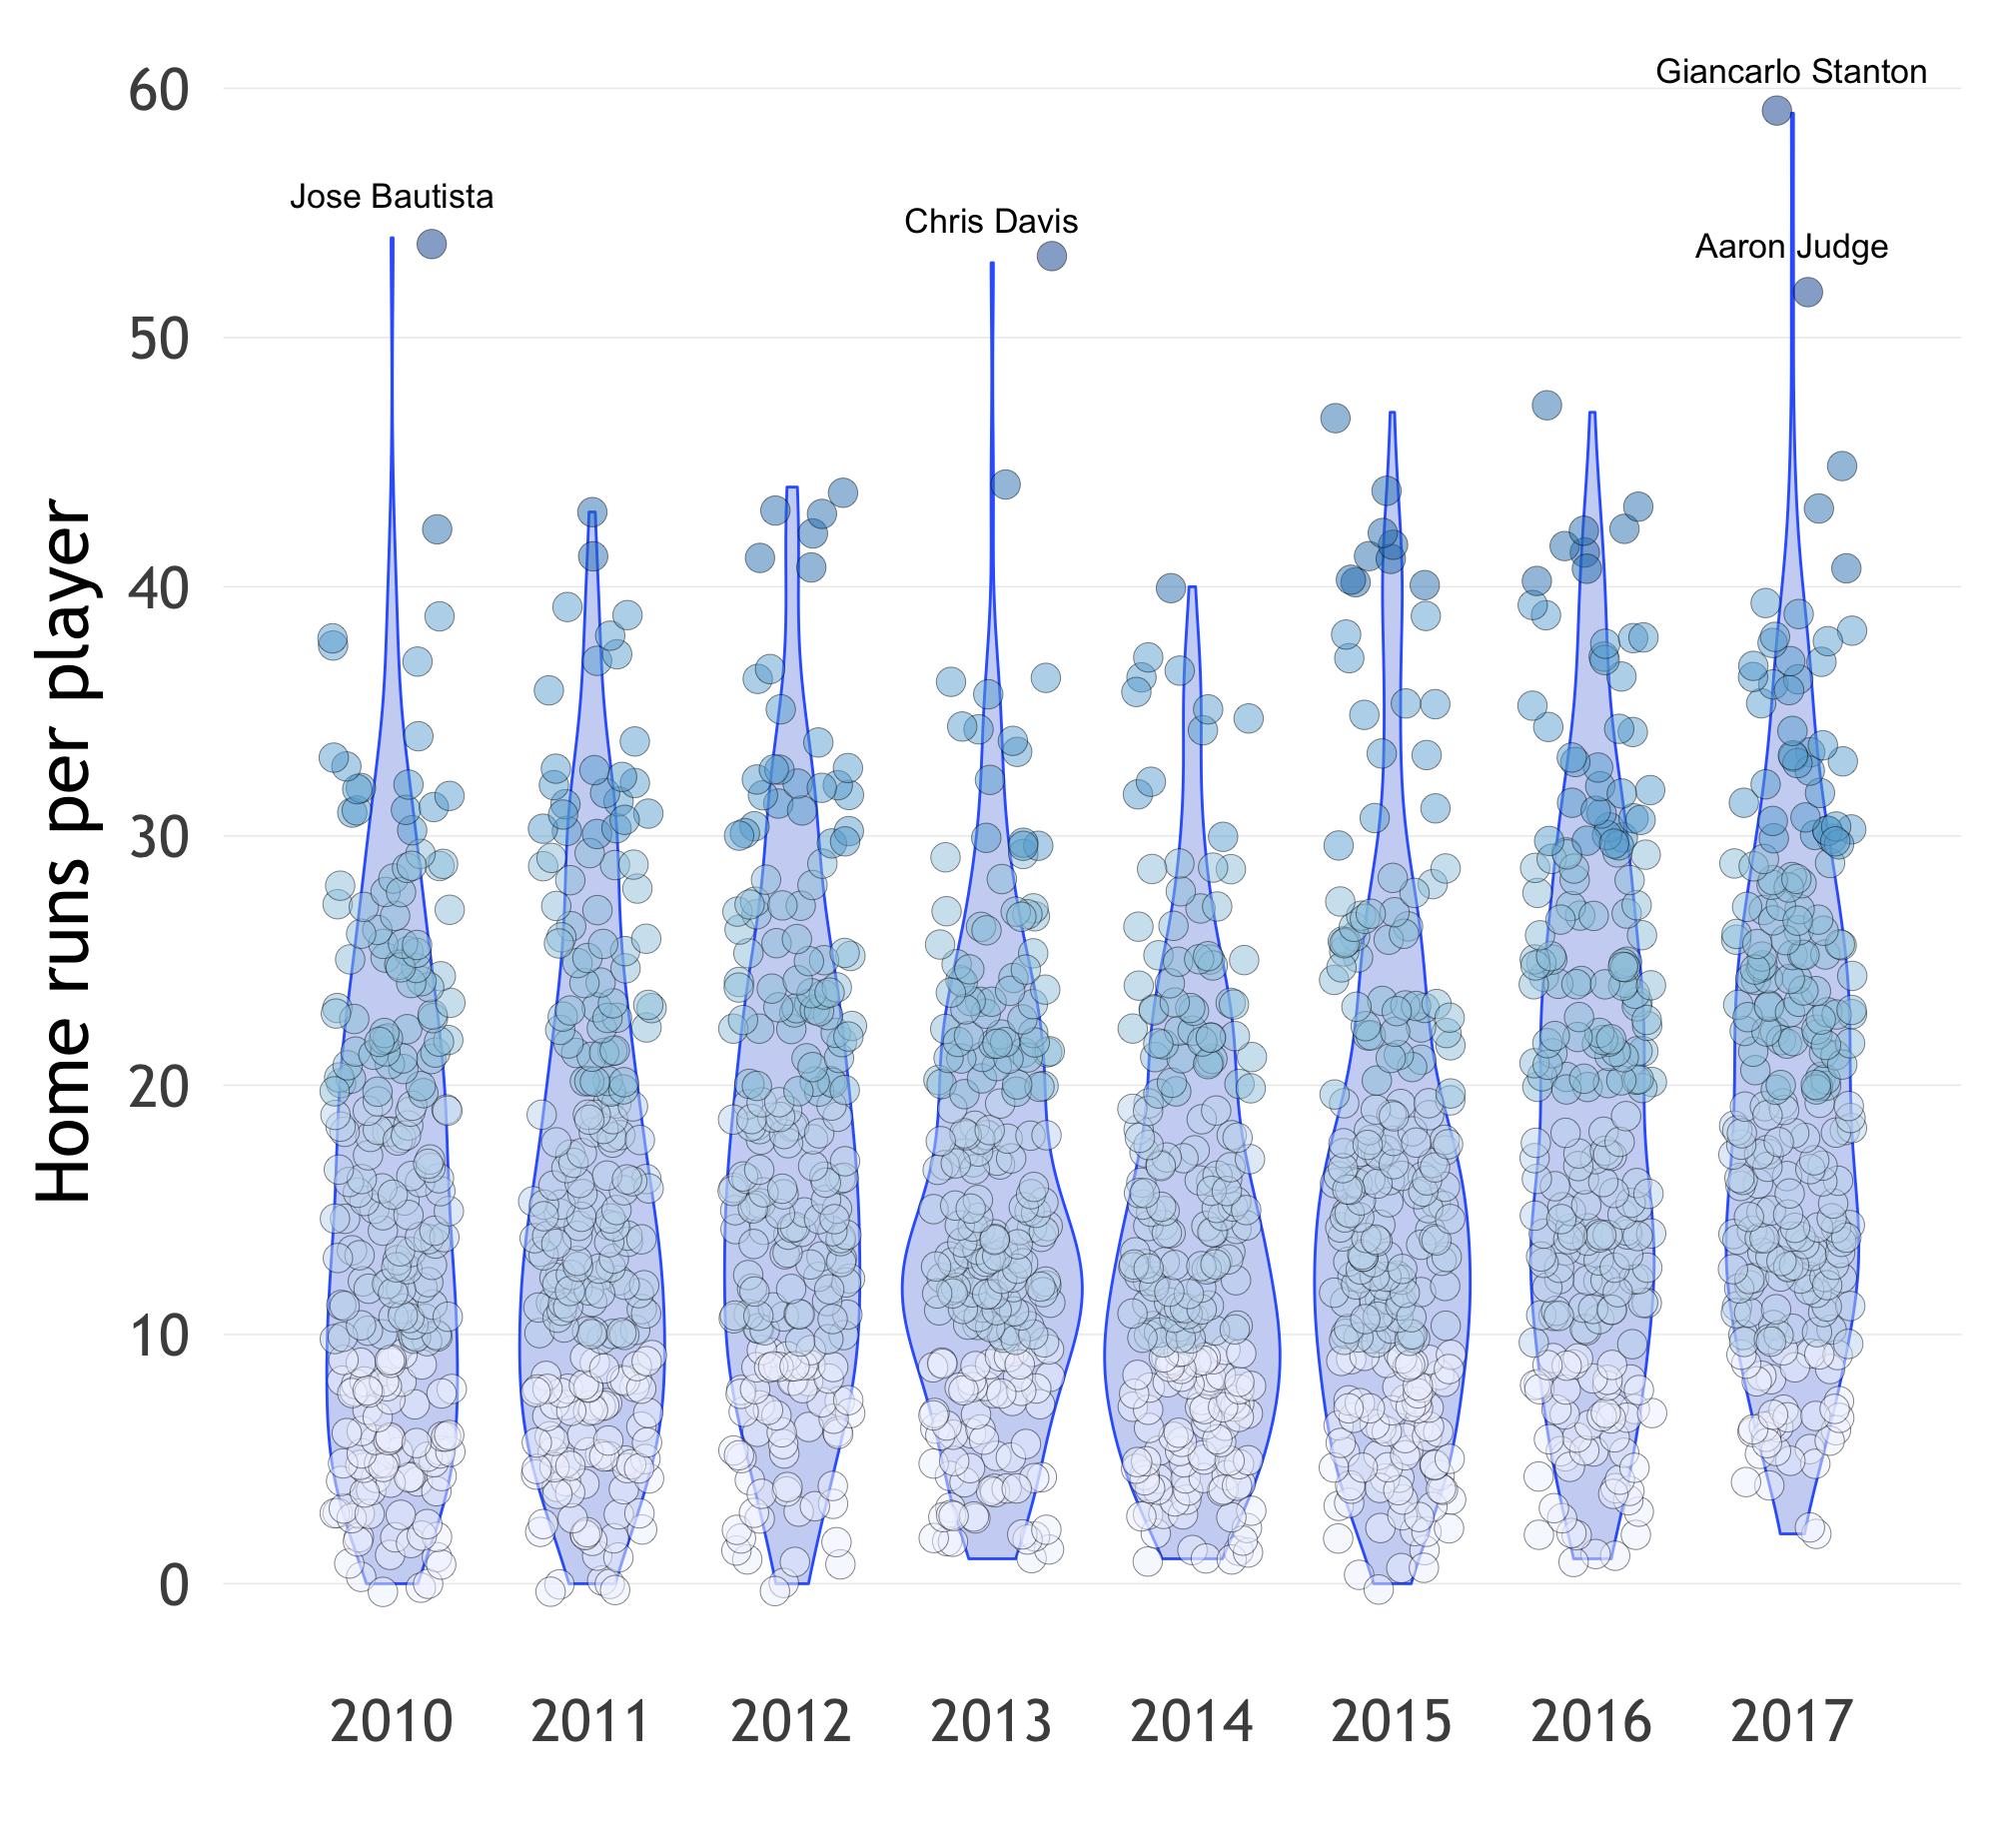 Home runs per player
60
50
40
30
20
10
0
Giancarlo Stanton
Jose Bautista
Chris Davis
Aaron Judge
2010 2011 2012 2013 2014 2015 2016 2017